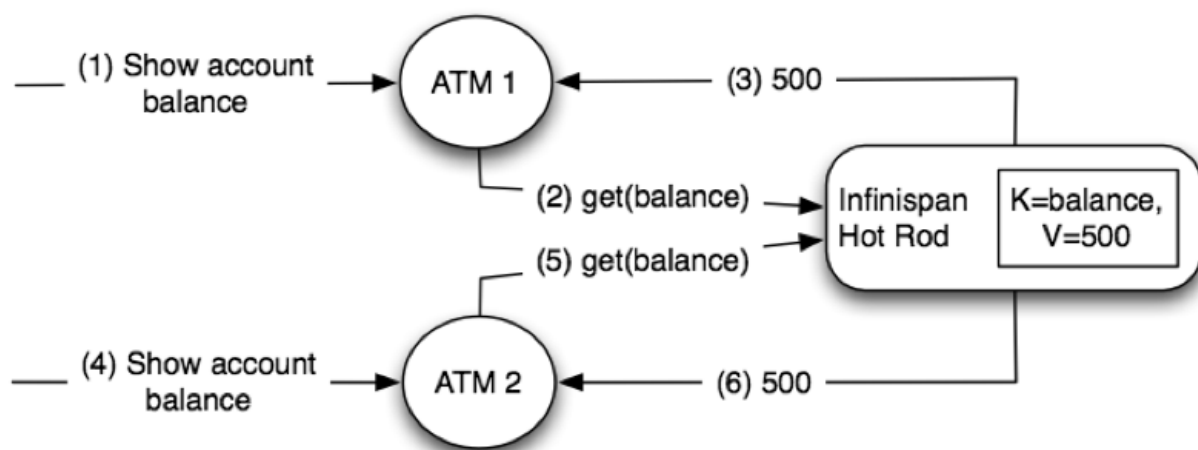 (1) Show account
balance
ATM 1
(3) 500
(2) get(balance)
Infinispan
Hot Rod
K=balance,
V=500
(5) get(balance)
(4) Show account
balance
ATM 2
(6) 500